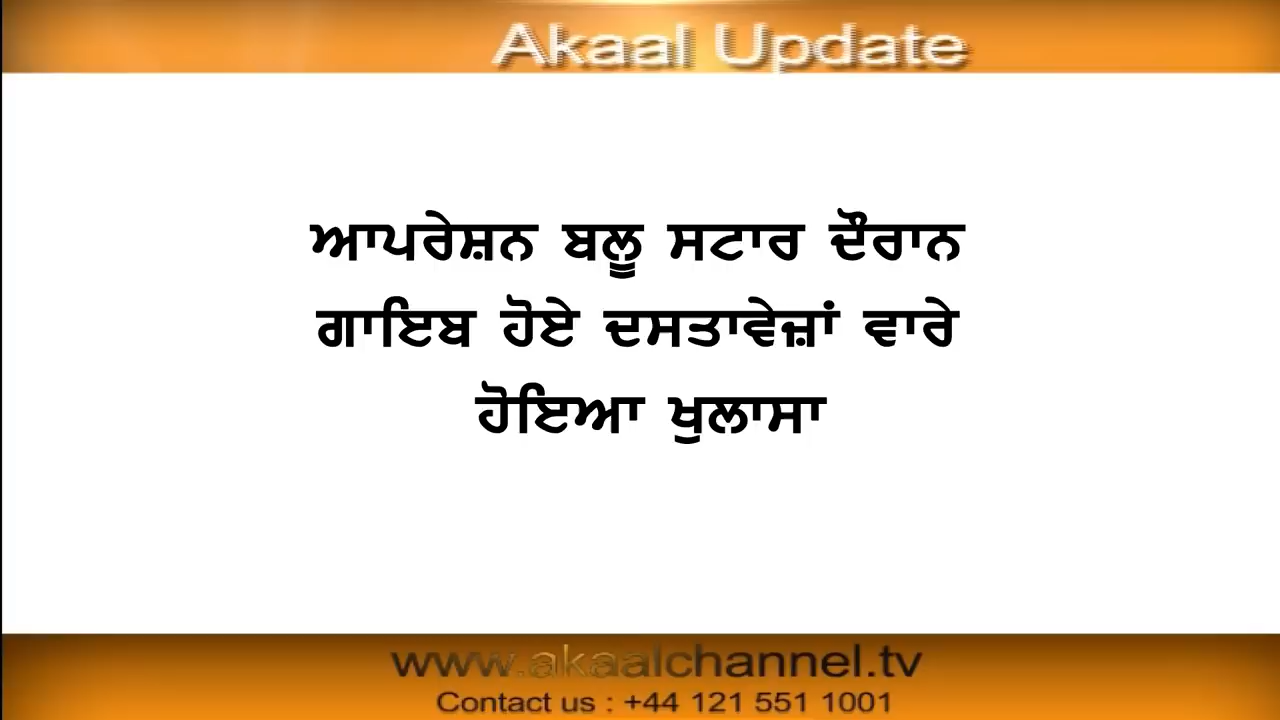 Akaal Update
ਆਪਰੇਸ਼ਨ ਬਲੂ ਸਟਾਰ ਦੌਰਾਨ
ਗਾਇਬ ਹੋਏ ਦਸਤਾਵੇਜ਼ਾਂ ਵਾਰੇ
ਹੋਇਆ ਖੁਲਾਸਾ
www.akaalchannel.tv
Contact us : +44 121 551 1001